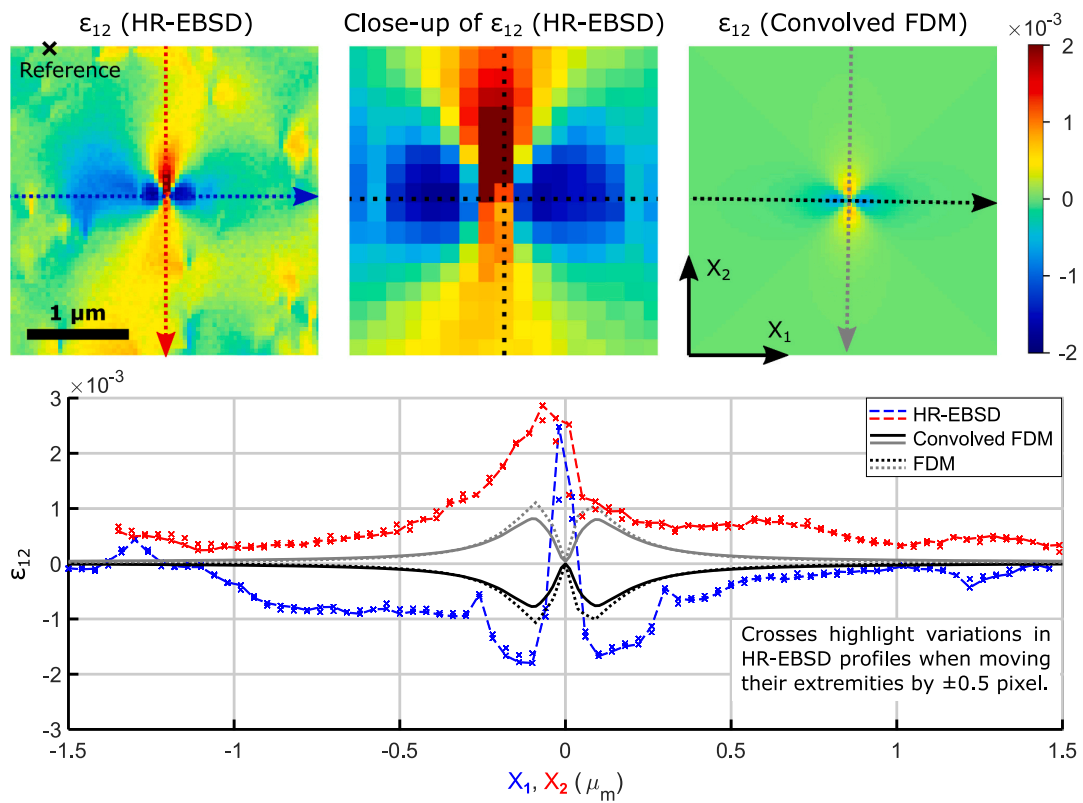 ε12 (HR-EBSD)
Close-up of ε12 (HR-EBSD)
ε12 (Convolved FDM)
×10-3
Reference
1 µm
X2
X1
2
1
0
-1
-2
×10-3
3
2
1
0
-1
-2
-3
ε12
HR-EBSD
Convolved FDM
FDM
Crosses highlight variations in
HR-EBSD profiles when moving
their extremities by ±0.5 pixel.
-1.5 -1 -0.5 0 0.5 1 1.5
X1, X2 (μm)